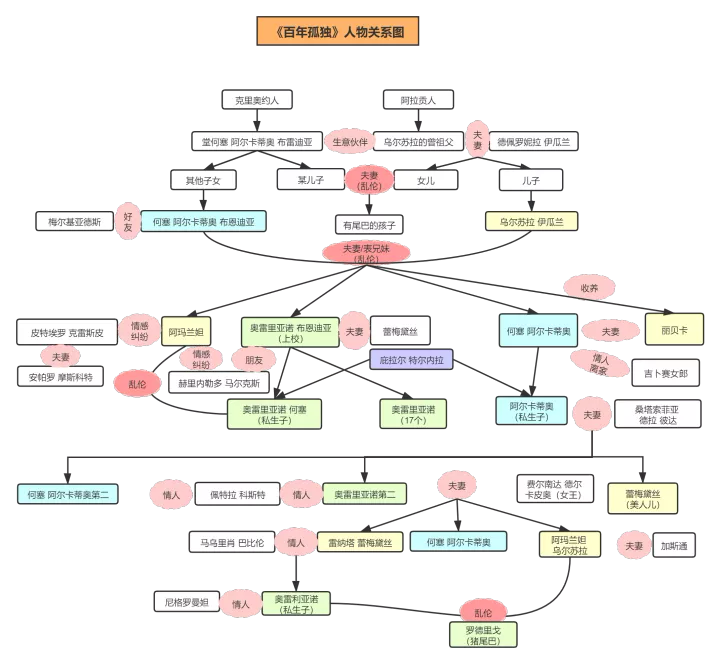 《百年孤独》人物关系图
克里奥约人
阿拉贡人
堂何塞 阿尔卡蒂奥 布雷迪亚
生意伙伴
乌尔苏拉的曾祖父
夫
妻
德佩罗妮拉 伊瓜兰
其他子女
某儿子
夫妻
（乱伦）
女儿
儿子
梅尔基亚德斯
好
友
何塞 阿尔卡蒂奥 布恩迪亚
有尾巴的孩子
乌尔苏拉 伊瓜兰
夫妻/表兄妹
（乱伦）
收养
皮特埃罗 克雷斯皮
情感
纠纷
阿玛兰妲
奥雷里亚诺 布恩迪亚
（上校）
夫妻
蕾梅黛丝
何塞 阿尔卡蒂奥
夫妻
丽贝卡
夫妻
情感
纠纷
朋友
庇拉尔 特尔内拉
情人
离家
吉卜赛女郎
安帕罗 摩斯科特
乱伦
赫里内勒多 马尔克斯
奥雷里亚诺 何塞
（私生子）
奥雷里亚诺
（17个）
阿尔卡蒂奥
（私生子）
夫妻
桑塔索菲亚
德拉 彼达
何塞 阿尔卡蒂奥第二
情人
佩特拉 科斯特
情人
奥雷里亚诺第二
夫妻
费尔南达 德尔
卡皮奥（女王）
蕾梅黛丝
（美人儿）
马乌里肖 巴比伦
情人
雷纳塔 蕾梅黛丝
何塞 阿尔卡蒂奥
阿玛兰妲
乌尔苏拉
夫妻
加斯通
尼格罗曼妲
情人
奥雷利亚诺
（私生子）
乱伦
罗德里戈
（猪尾巴）